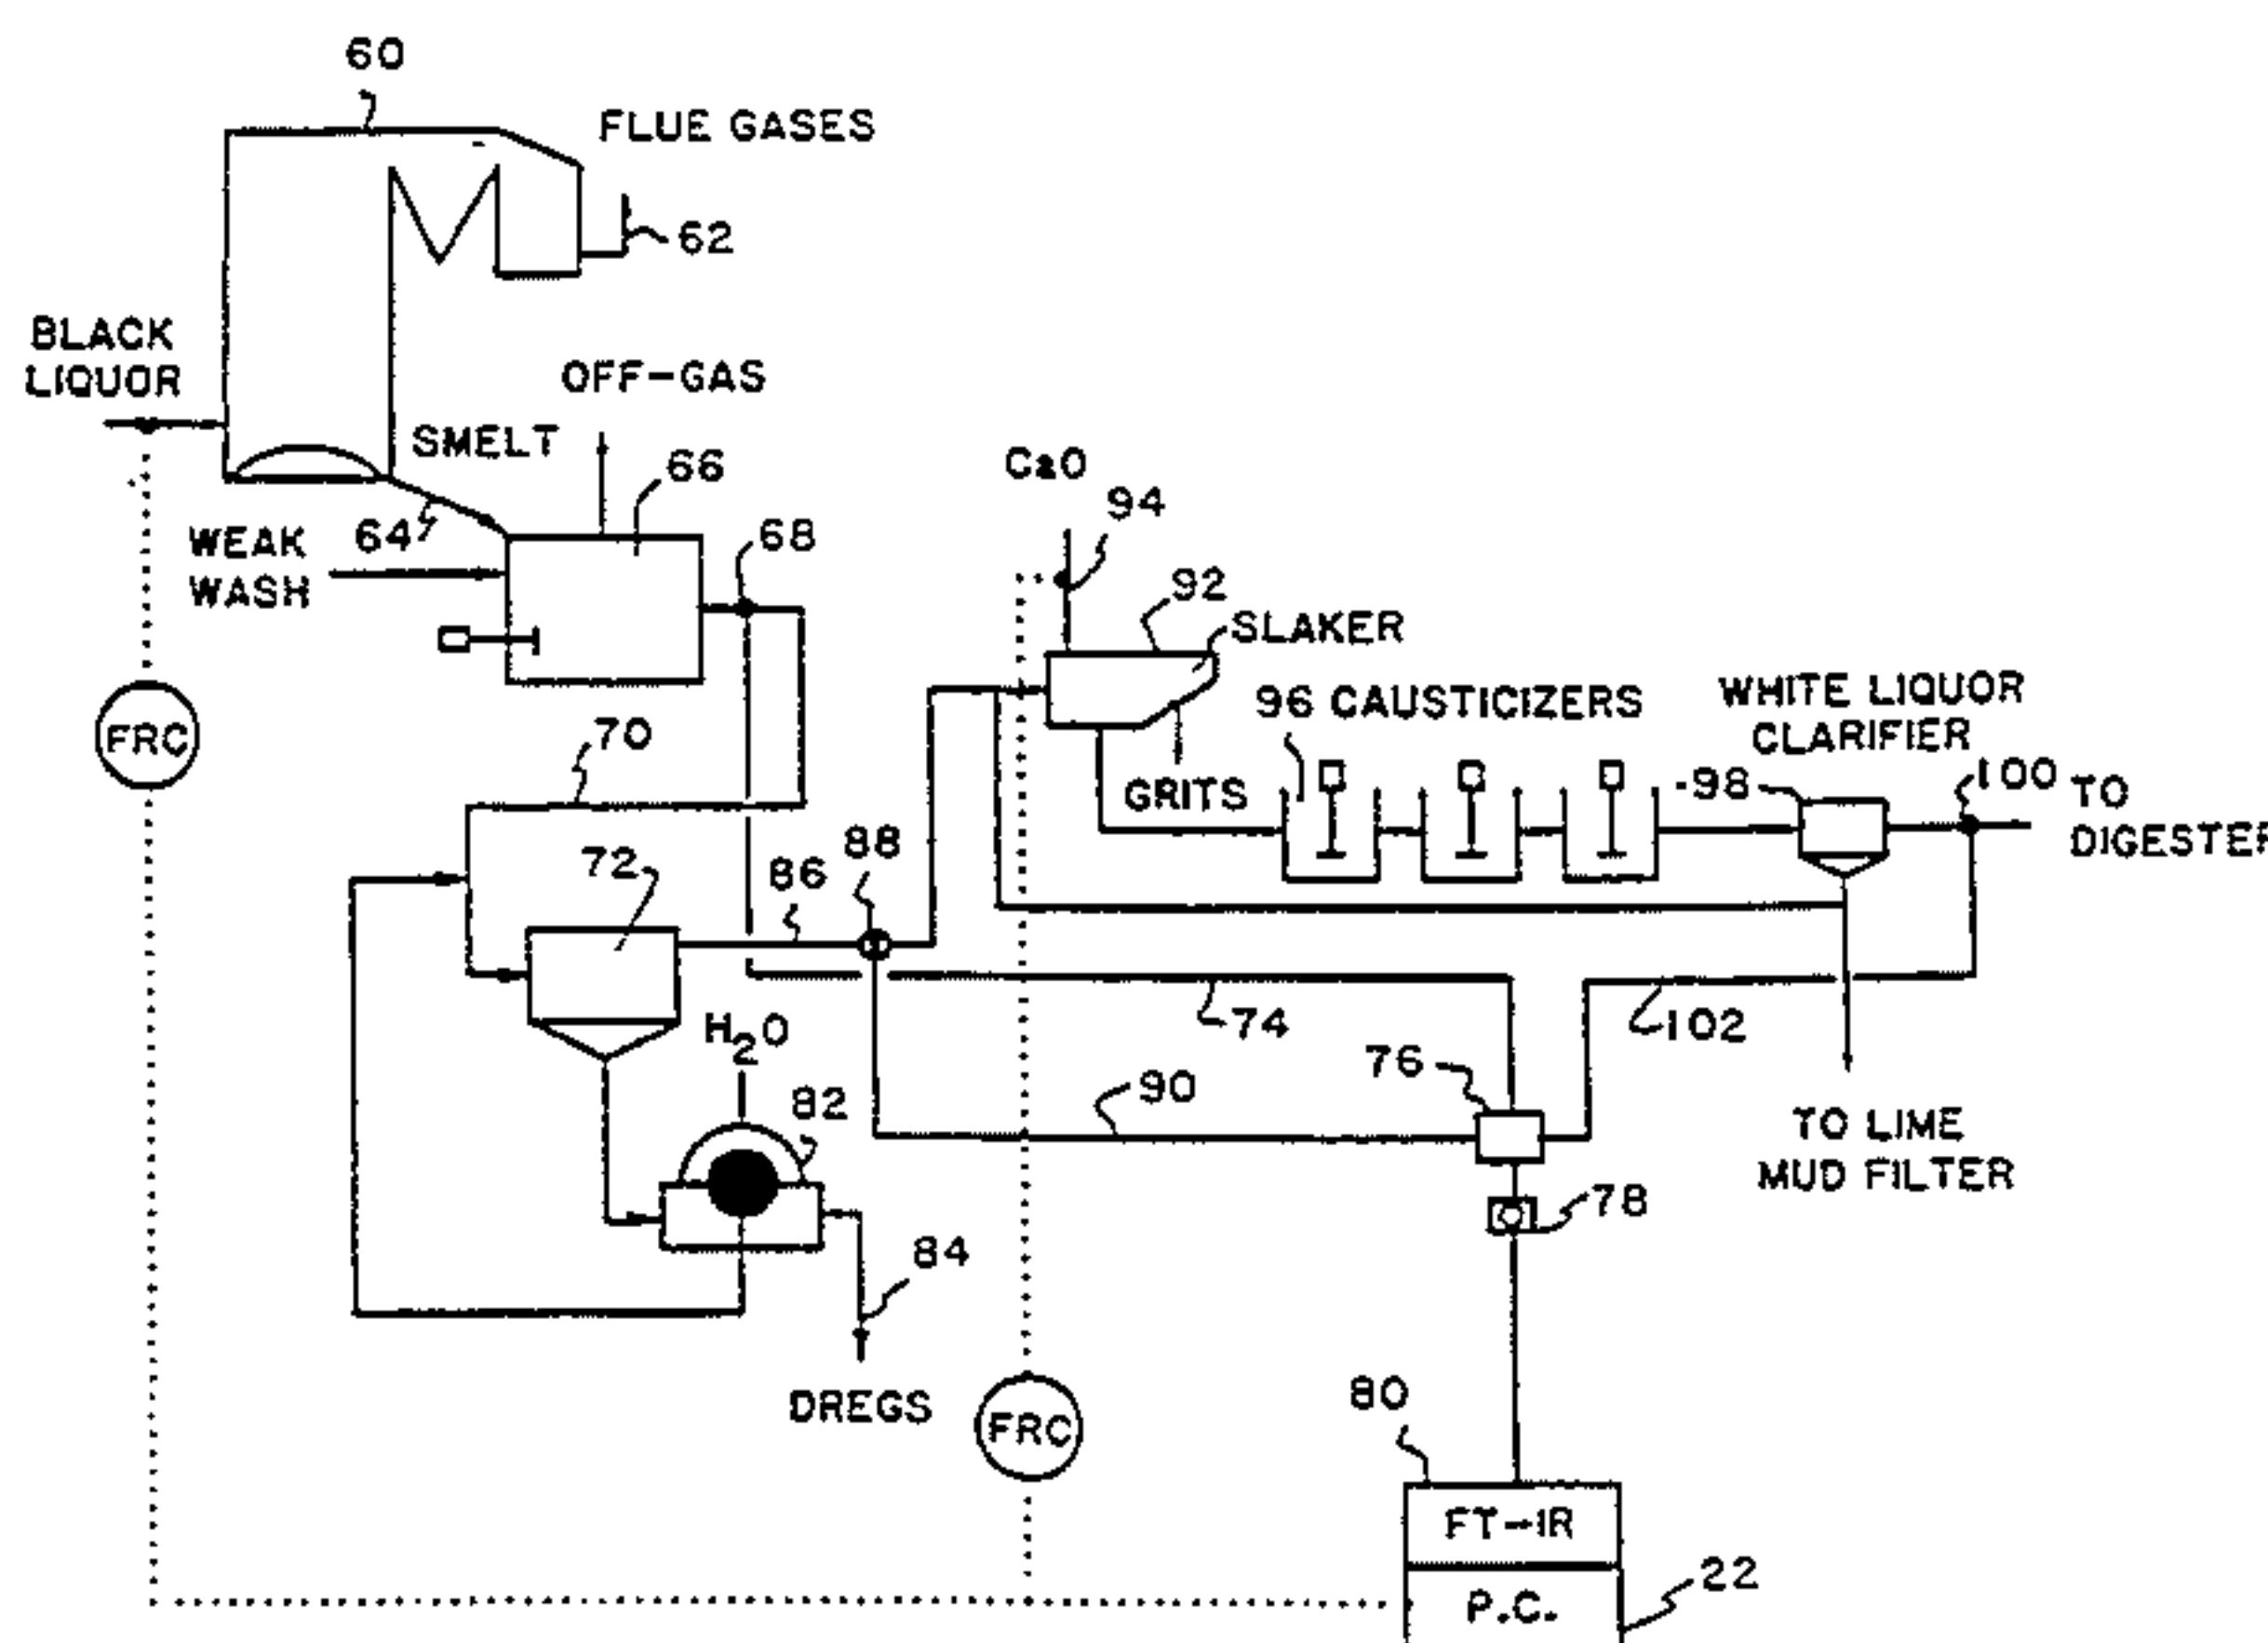 60
FLUE GASES
62
BLACK
LIQUOR
OFF-GAS
SMELT
66
64
WEAK
WASH
68
CaO
94
92
SLAKER
FRC
70
96 CAUSTICIZERS
WHITE LIQUOR
CLARIFIER
GRITS
98
100
TO
DIGESTER
72
86
88
74
102
H2O
82
76
90
TO LIME
MUD FILTER
78
84
DREGS
FRC
80
FT-IR
22
P.C.